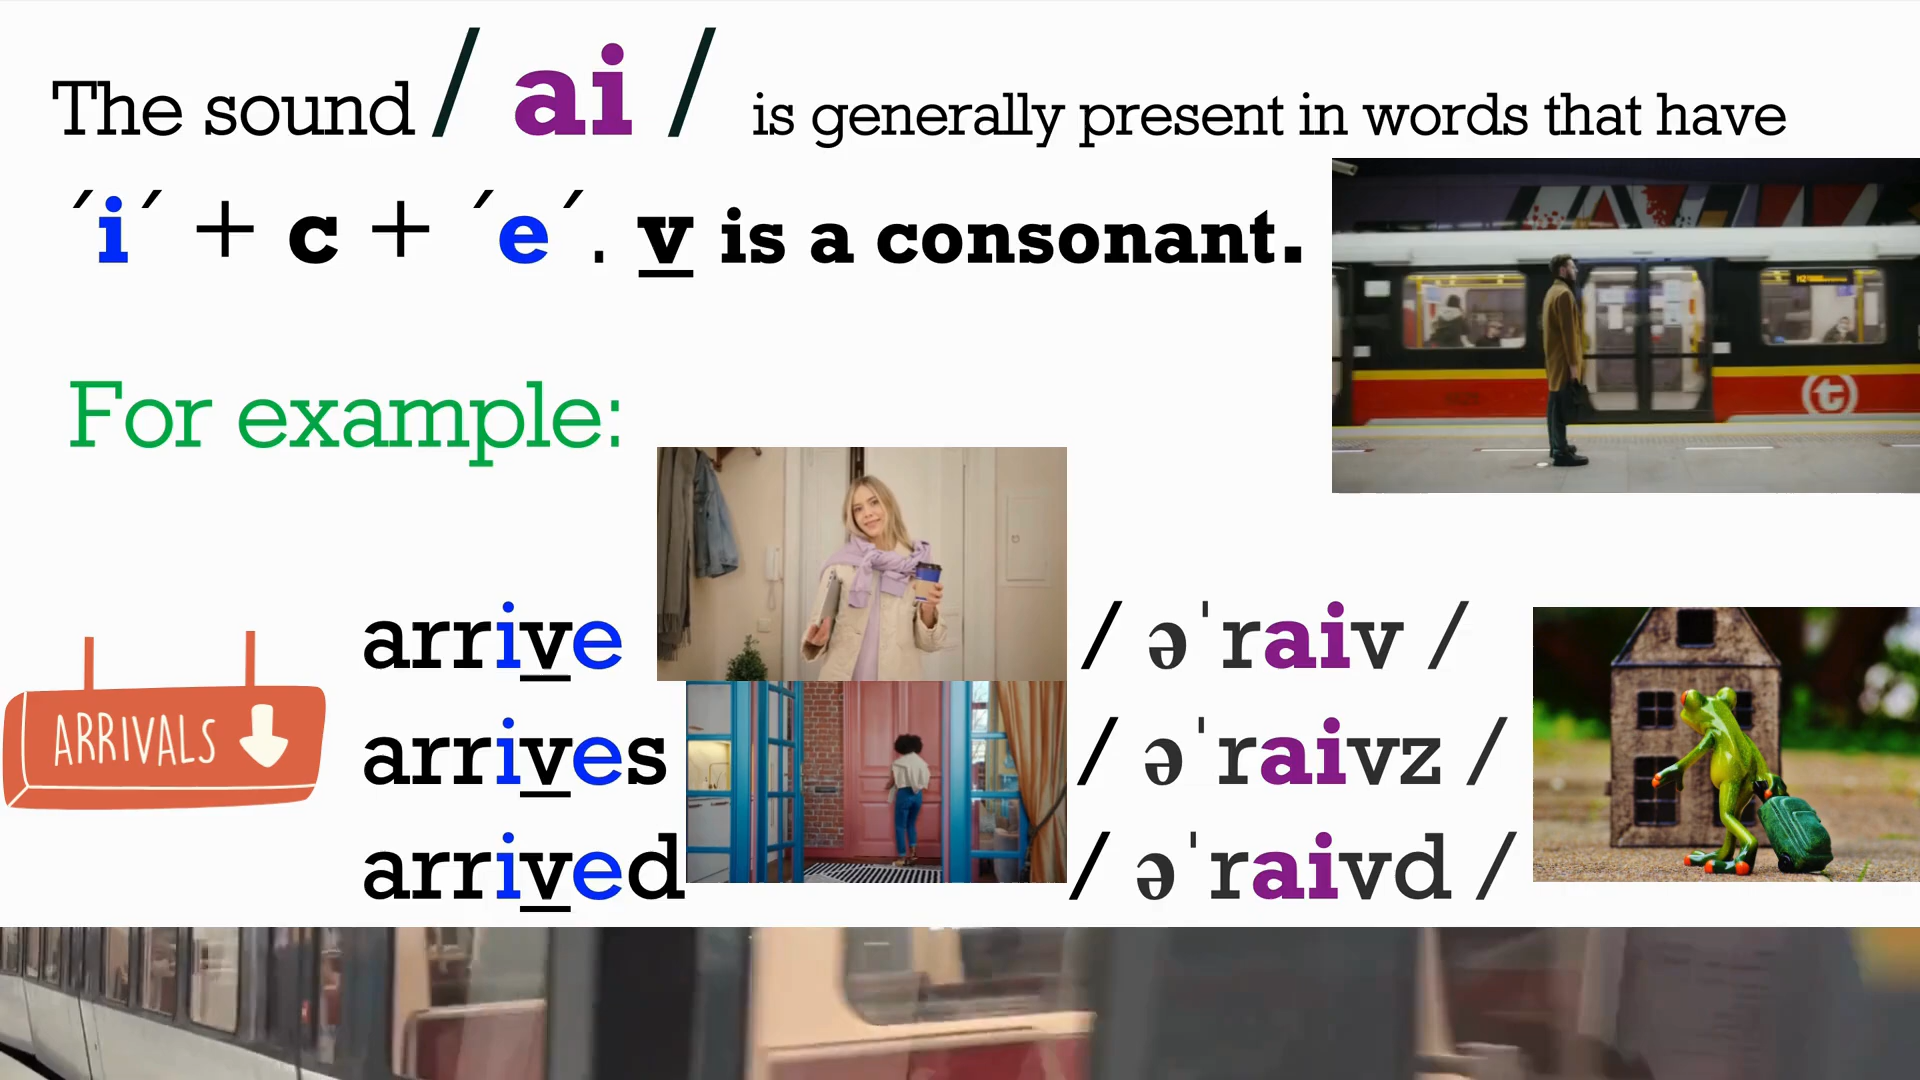 The sound / ai / is generally present in words that have
´i´ + c + ´e´. v is a consonant.
For example:
arrive / əˈraiv /
ARRIVALS
arrives / əˈraivz /
arrived / əˈraivd /